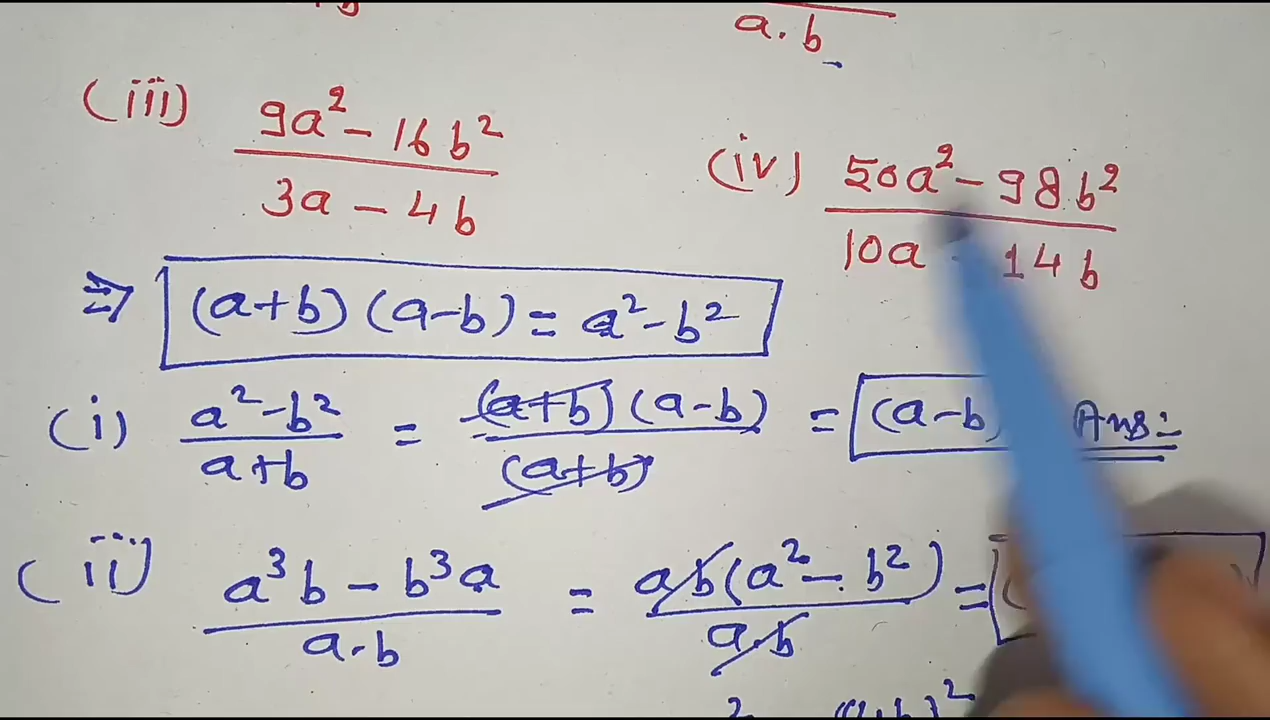 a.b
(iii) 9a² - 16b² / 3a - 4b
(iv) 50a² - 98b² / 10a - 14b
⇒ (a+b)(a-b) = a²-b²
(i) a²-b² / a+b = (a+b)(a-b) / (a+b) = (a-b) Ans:
(ii) a³b - b³a / a.b = ab(a² - b²) / a.b = (